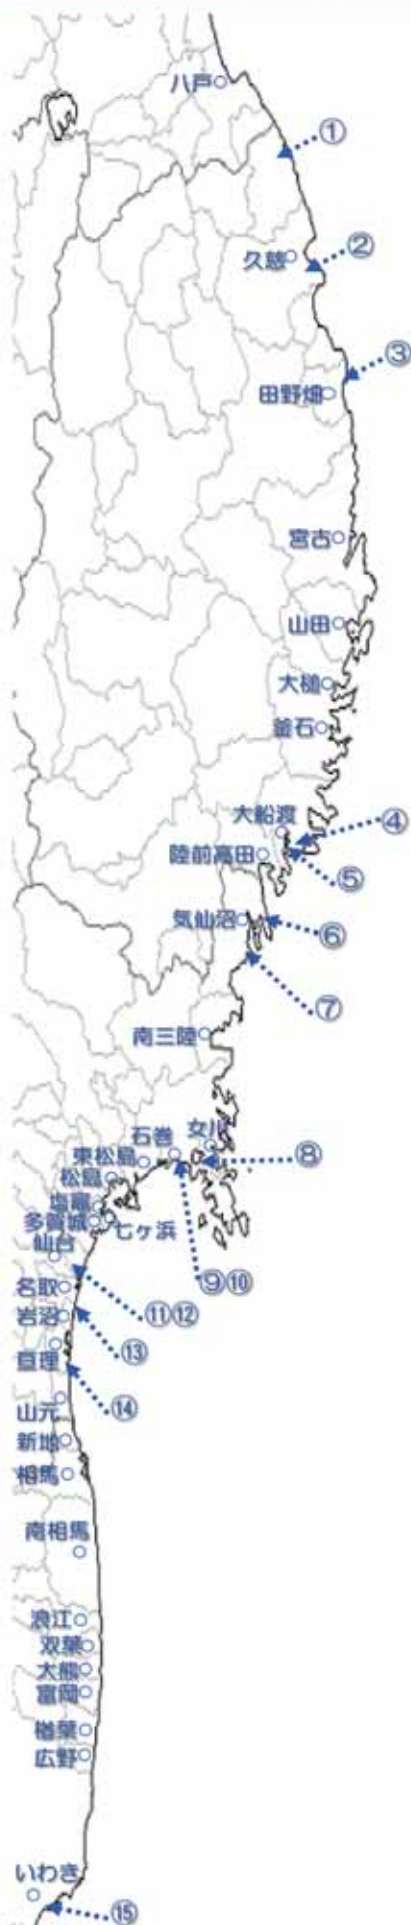 八戸
①
久慈
②
③
田野畑
宮古
山田
大槌
釜石
大船渡
④
陸前高田
⑤
気仙沼
⑥
⑦
南三陸
女川
石巻
⑧
東松島
松島
塩竈
多賀城
七ヶ浜
仙台
⑨⑩
名取
⑪⑫
岩沼
⑬
亘理
⑭
山元
新地
相馬
南相馬
浪江
双葉
大熊
富岡
楢葉
広野
いわき
⑮